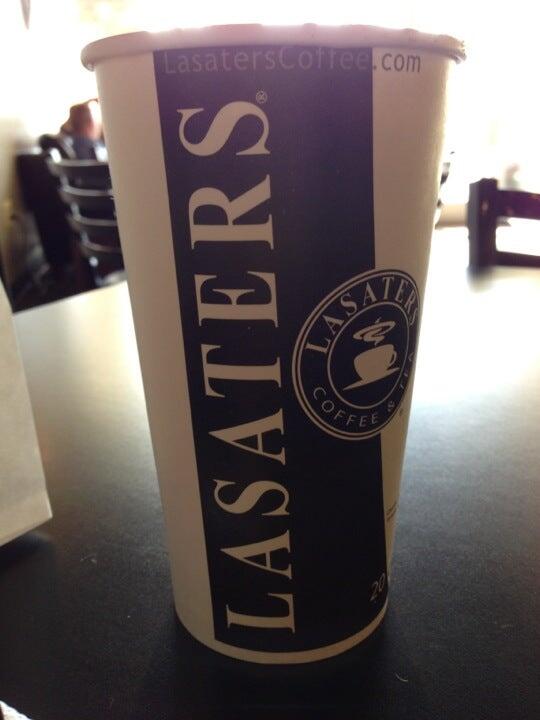 LasatersCoffee.com
LASATERS®
LASATERS
COFFEE & TEA
20